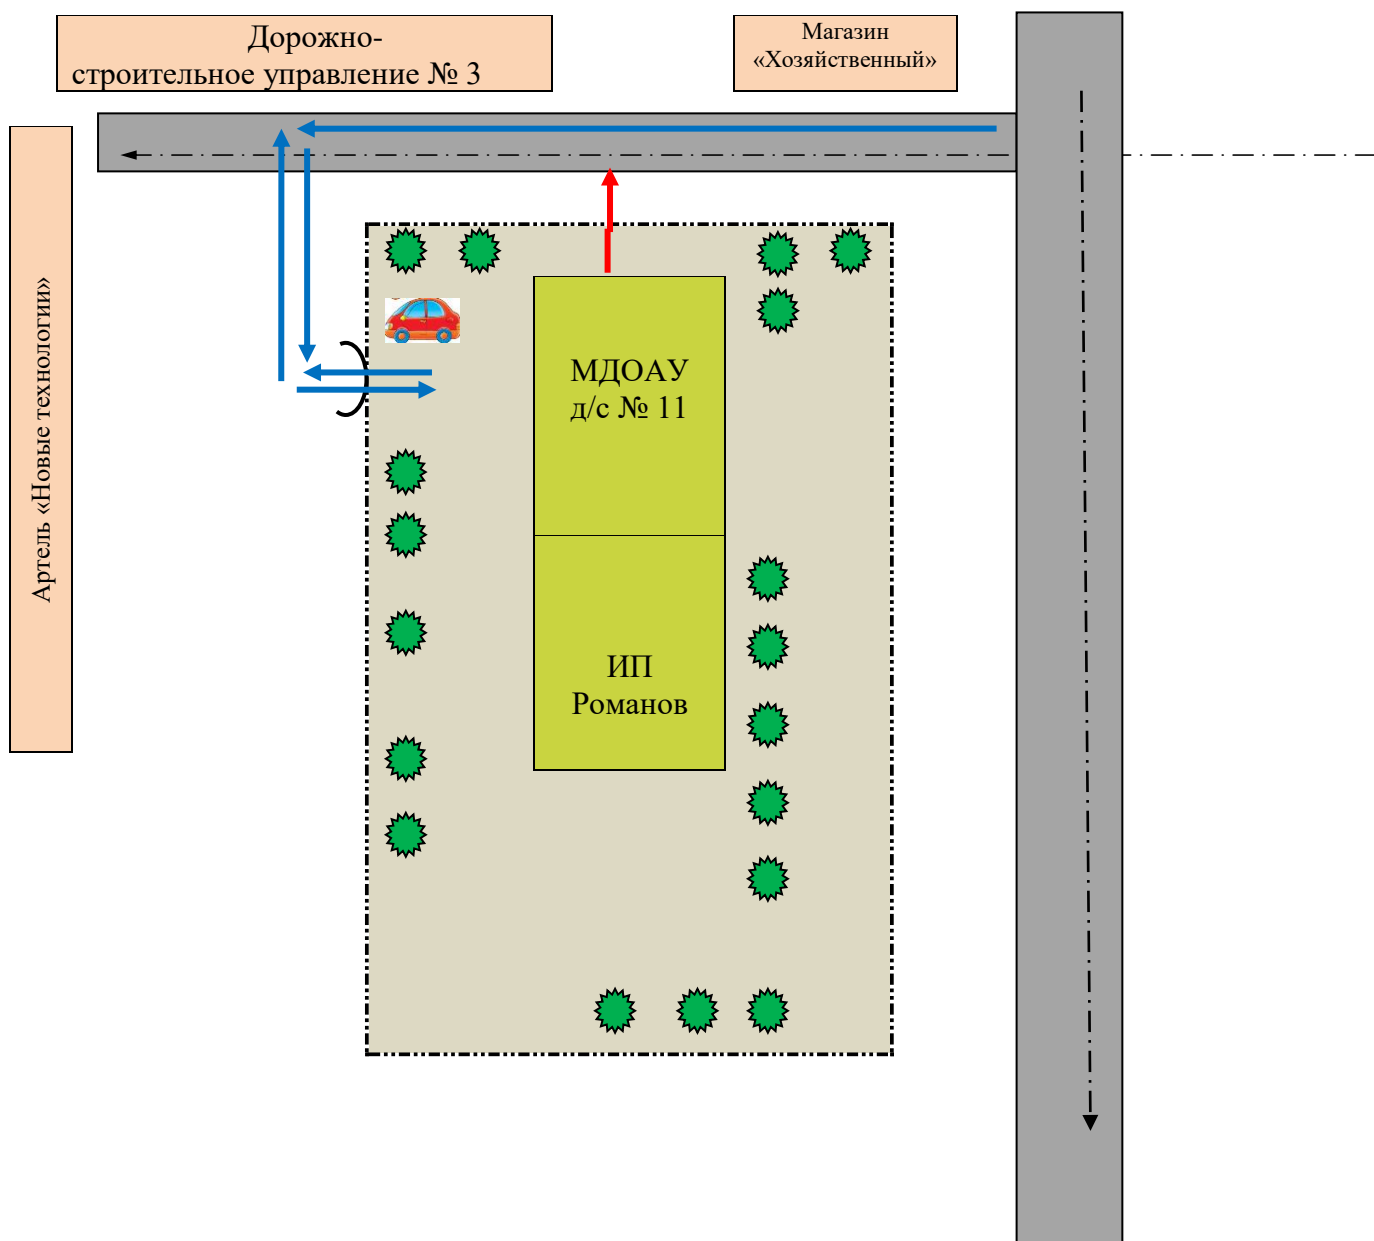 Дорожно-
строительное управление № 3
Магазин
«Хозяйственный»
Артель «Новые технологии»
МДОАУ
д/с № 11
ИП
Романов